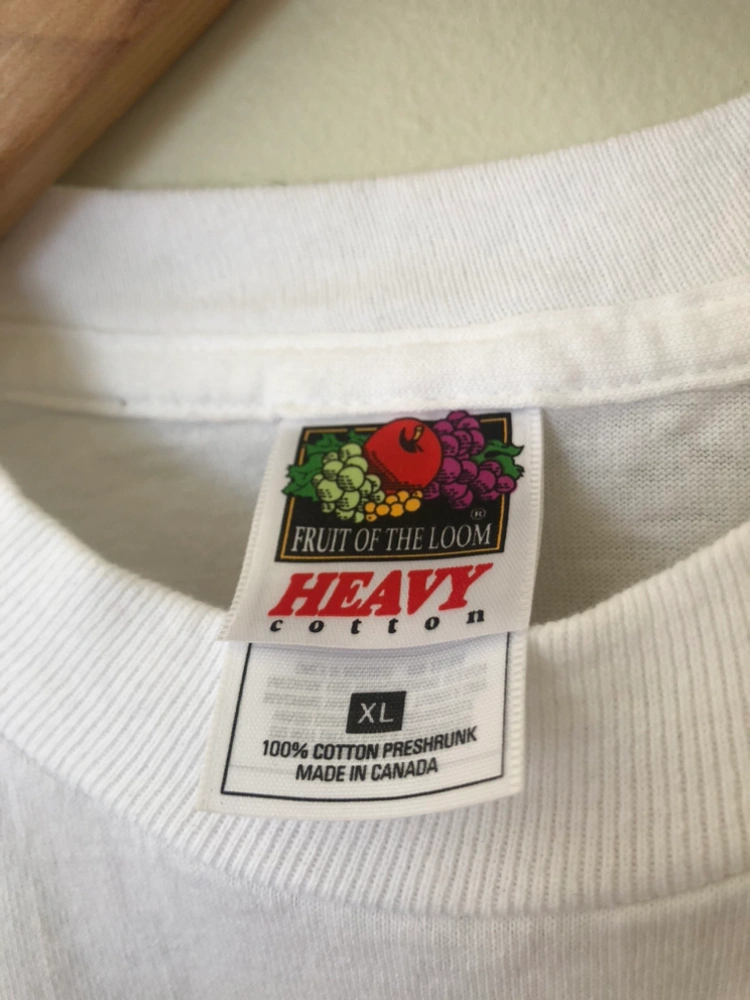 FRUIT OF THE LOOM ®
HEAVY
cotton
XL
100% COTTON PRESHRUNK
MADE IN CANADA